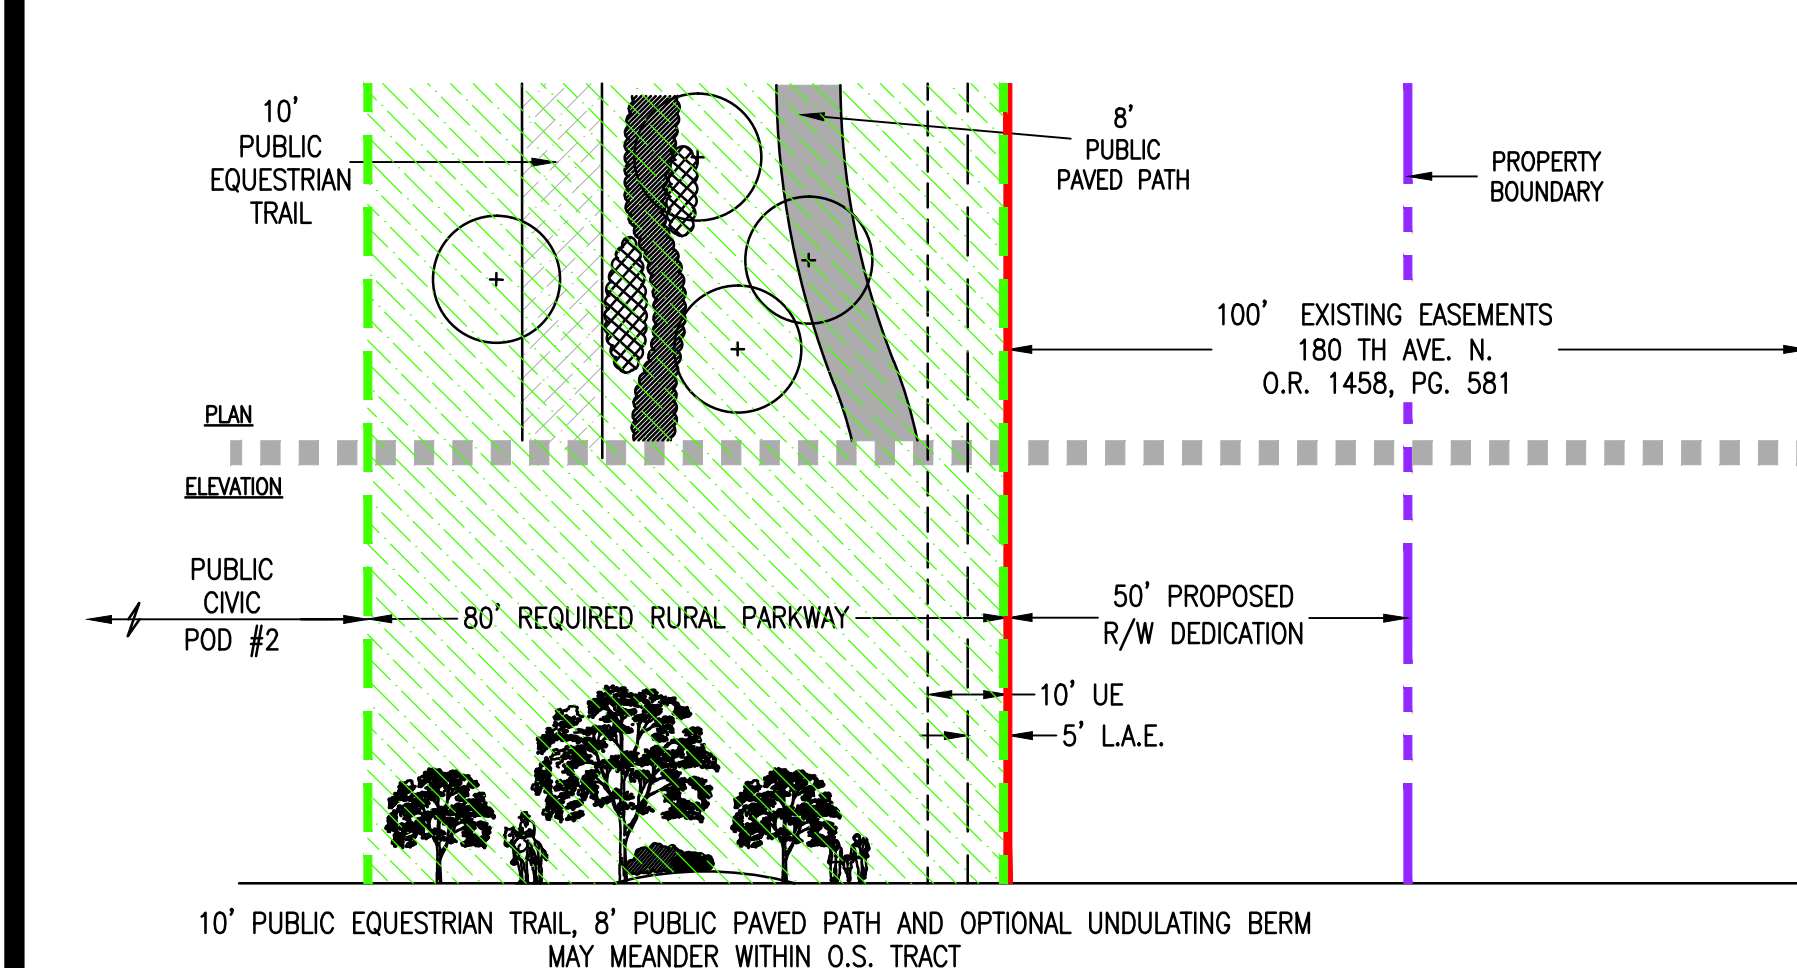 10'
PUBLIC
EQUESTRIAN
TRAIL
8'
PUBLIC
PAVED PATH
PROPERTY
BOUNDARY
100' EXISTING EASEMENTS
180 TH AVE. N.
O.R. 1458, PG. 581
PLAN
ELEVATION
PUBLIC
CIVIC
POD #2
80' REQUIRED RURAL PARKWAY
50' PROPOSED
R/W DEDICATION
10' UE
5' L.A.E.
10' PUBLIC EQUESTRIAN TRAIL, 8' PUBLIC PAVED PATH AND OPTIONAL UNDULATING BERM
MAY MEANDER WITHIN O.S. TRACT